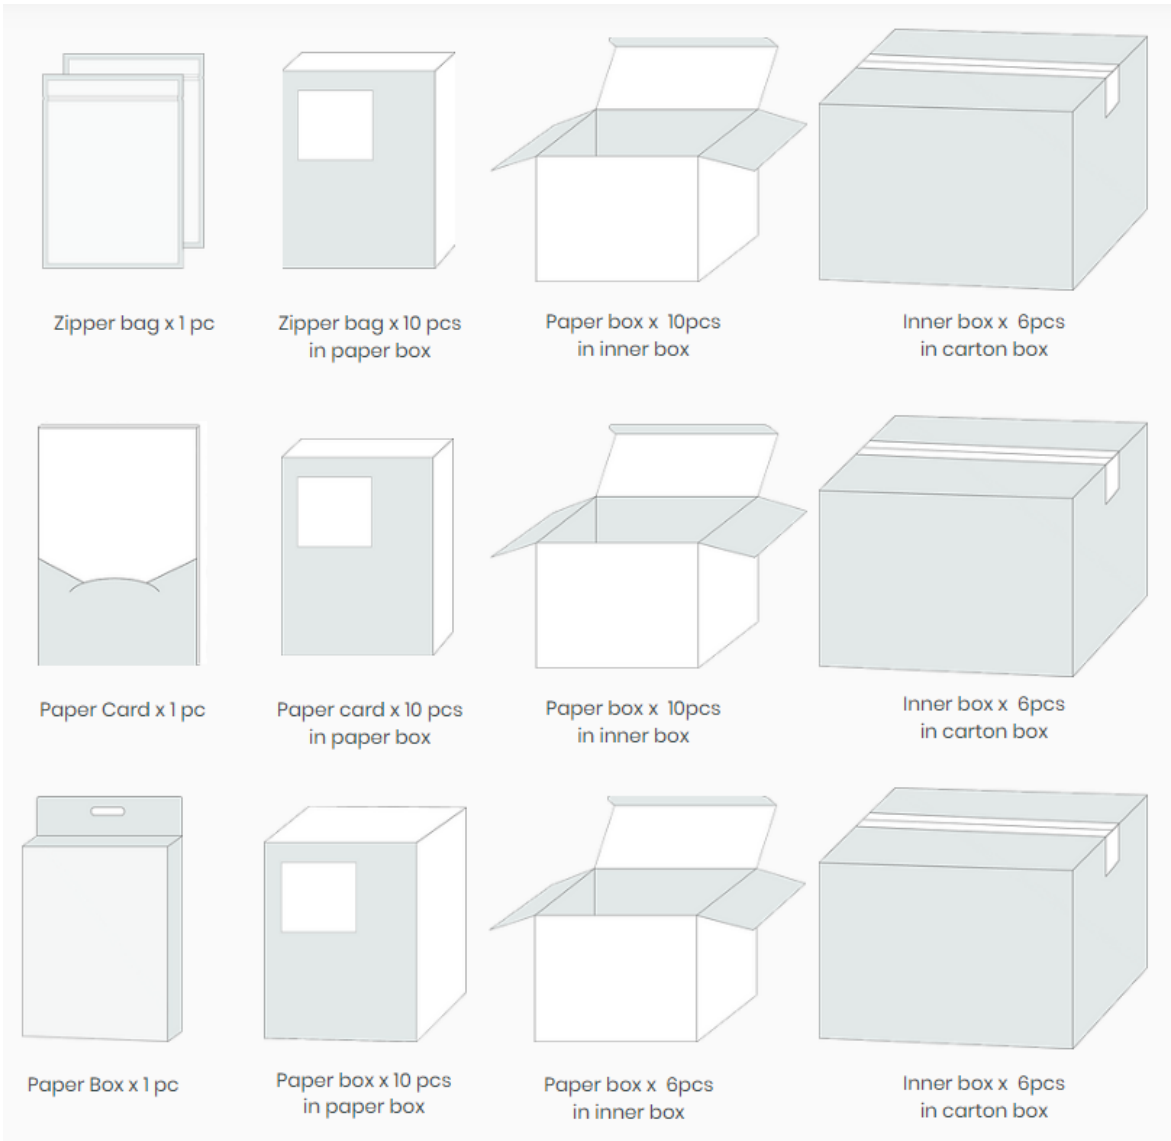 Zipper bag x 1 pc
Zipper bag x 10 pcs
in paper box
Paper box x 10pcs
in inner box
Inner box x 6pcs
in carton box
Paper Card x 1 pc
Paper card x 10 pcs
in paper box
Paper box x 10pcs
in inner box
Inner box x 6pcs
in carton box
Paper Box x 1 pc
Paper box x 10 pcs
in paper box
Paper box x 6pcs
in inner box
Inner box x 6pcs
in carton box